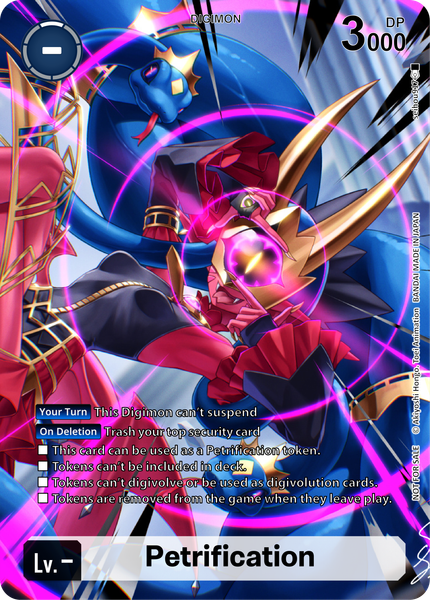 DIGIMON
–
DP
3000
Your Turn This Digimon can't suspend
On Deletion Trash your top security card
This card can be used as a Petrification token.
Tokens can't be included in deck.
Tokens can't digivolve or be used as digivolution cards.
Tokens are removed from the game when they leave play.
Lv.–
Petrification
NOT FOR SALE © Akiyoshi Hongo, Toei Animation BANDAI MADE IN JAPAN